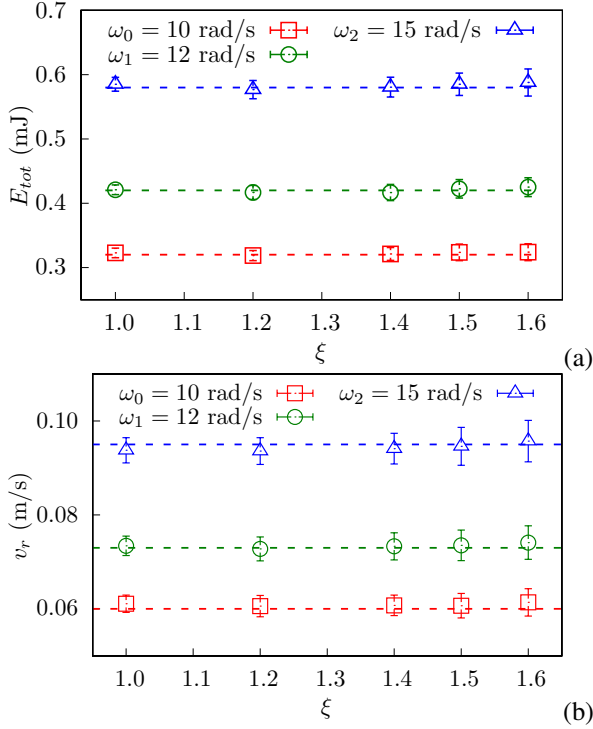 ω₀ = 10 rad/s ω₂ = 15 rad/s
ω₁ = 12 rad/s
0.7
0.6
0.5
0.4
0.3
E_tot (mJ)
1.0 1.1 1.2 1.3 1.4 1.5 1.6
ξ
(a)
ω₀ = 10 rad/s ω₂ = 15 rad/s
ω₁ = 12 rad/s
0.10
0.08
0.06
v_r (m/s)
1.0 1.1 1.2 1.3 1.4 1.5 1.6
ξ
(b)